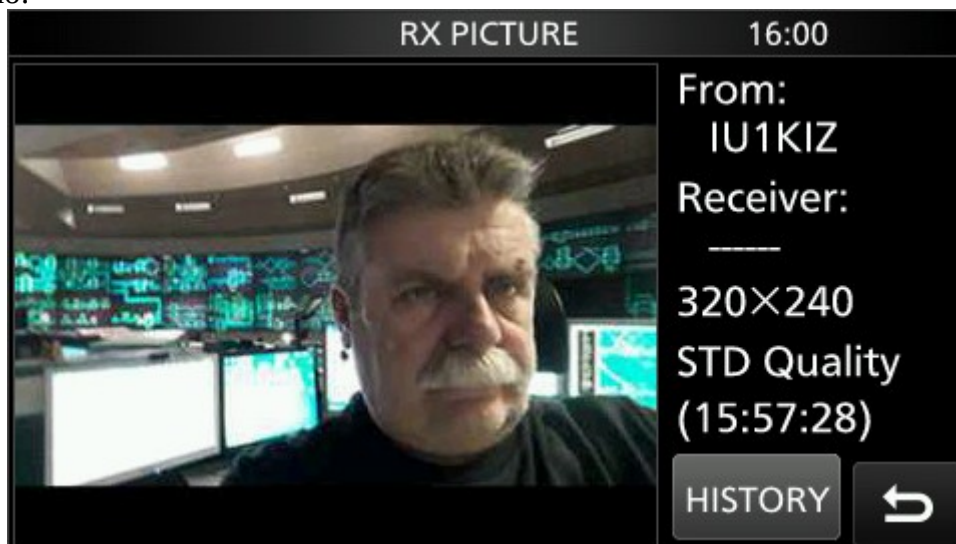 RX PICTURE 16:00
From:
IU1KIZ
Receiver:
------
320×240
STD Quality
(15:57:28)
HISTORY